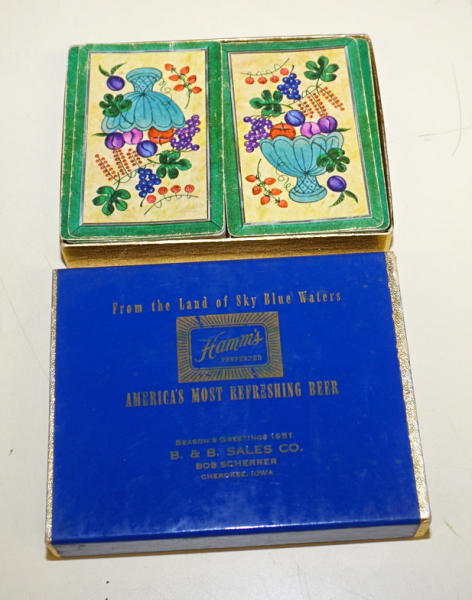 From the Land of Sky Blue Waters
Hamm's
PREFERRED
AMERICA'S MOST REFRESHING BEER
SEASON'S GREETINGS 1951
B. & B. SALES CO.
BOB SCHERRER
CHEROKEE, IOWA